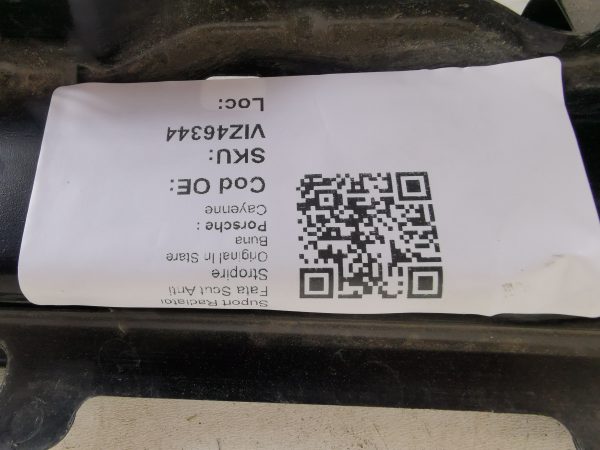 Suport Radiator
Fata Scut Anti
Stropire
Original In Stare
Buna
Porsche :
Cayenne
Cod OE:
SKU:
VIZ46344
Loc: